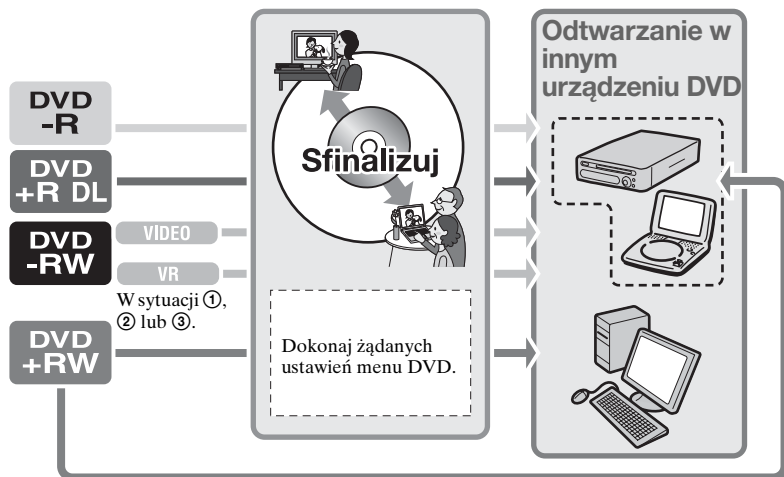 Odtwarzanie w
innym
urządzeniu DVD
Sfinalizuj
DVD
-R
DVD
+R DL
DVD
-RW
VIDEO
VR
W sytuacji ①,
② lub ③.
DVD
+RW
Dokonaj żądanych
ustawień menu DVD.